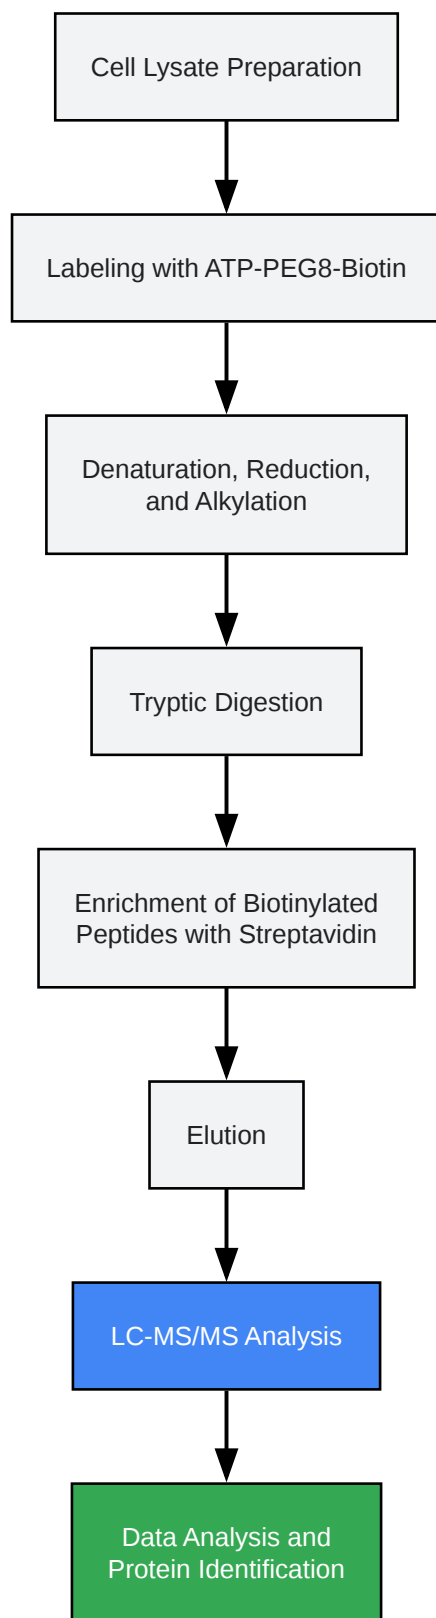 Cell Lysate Preparation
Labeling with ATP-PEG8-Biotin
Denaturation, Reduction,
and Alkylation
Tryptic Digestion
Enrichment of Biotinylated
Peptides with Streptavidin
Elution
LC-MS/MS Analysis
Data Analysis and
Protein Identification